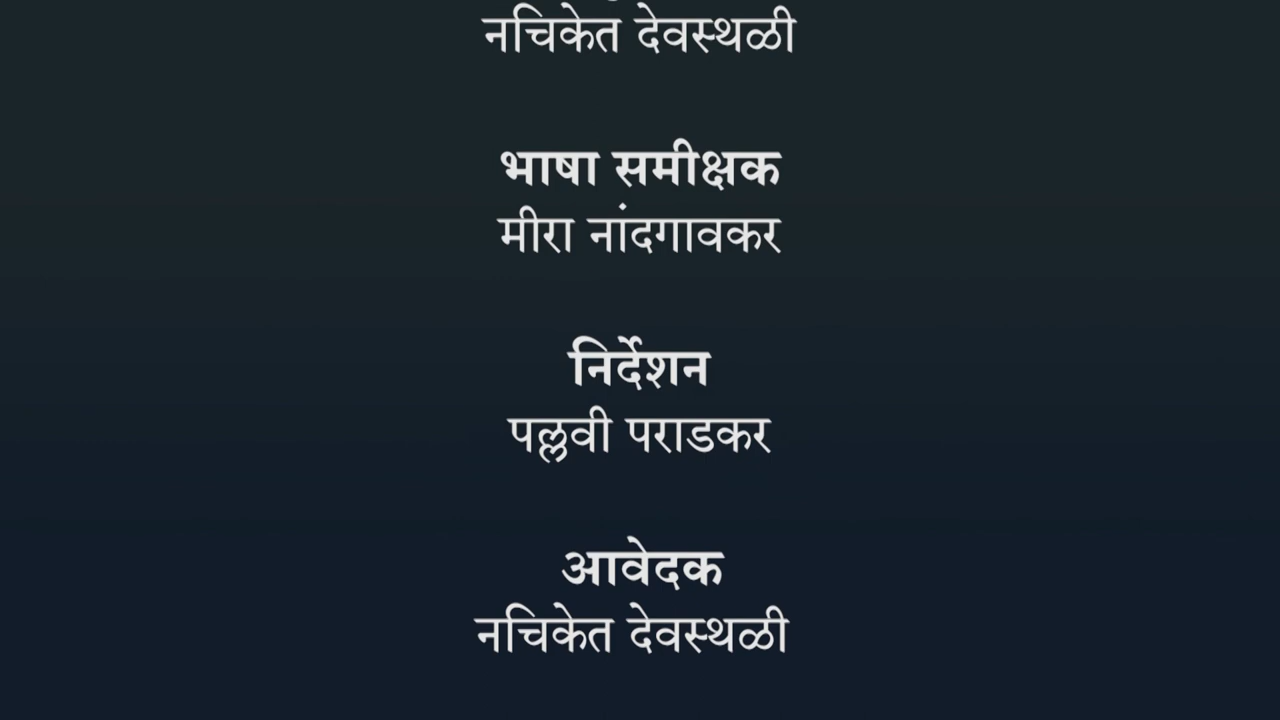 नचिकेत देवस्थळी
भाषा समीक्षक
मीरा नांदगावकर
निर्देशन
पल्लवी पराडकर
आवेदक
नचिकेत देवस्थळी